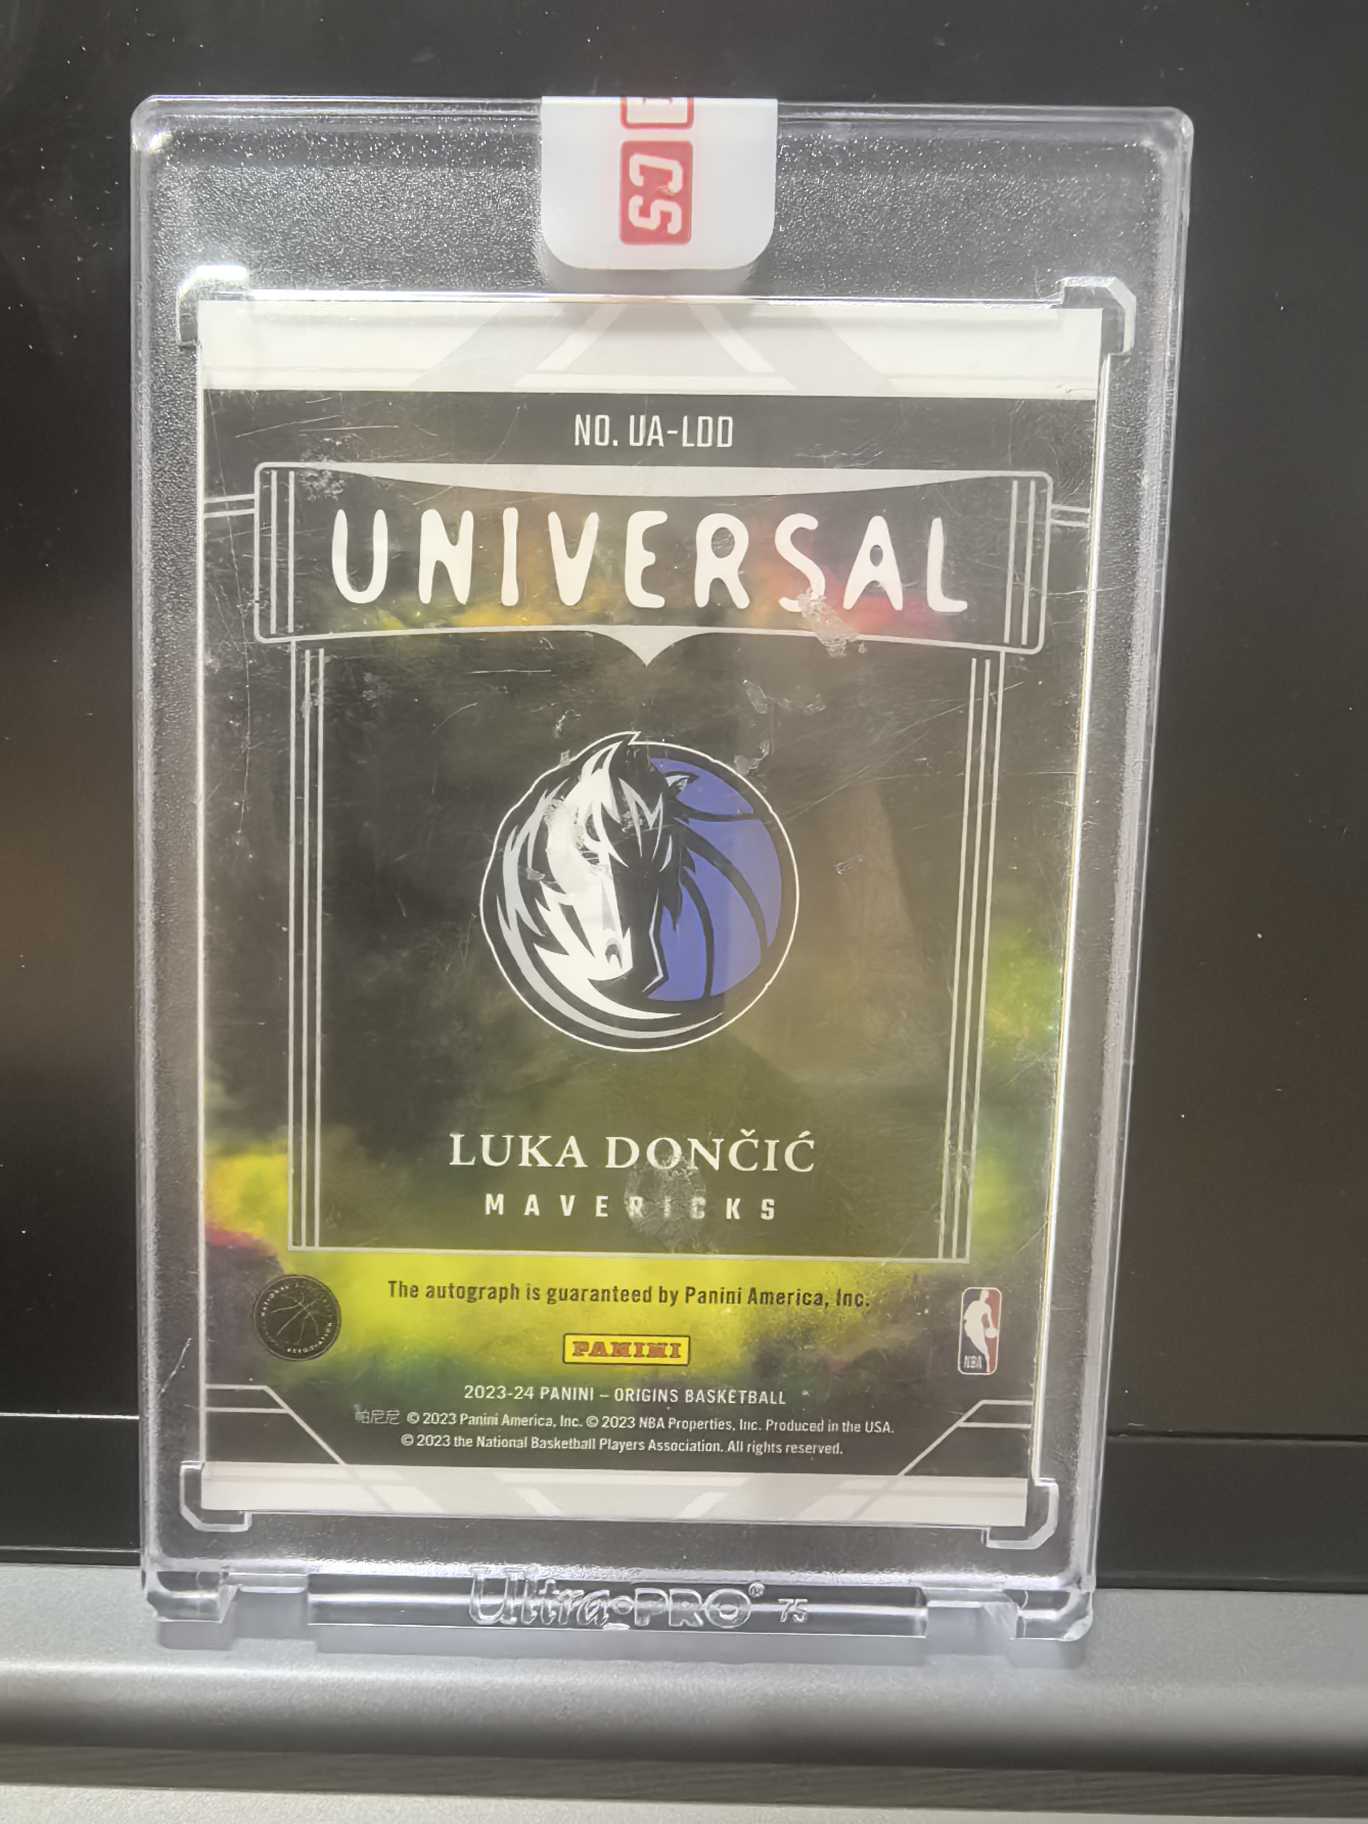 CS
NO. UA-LDD
UNIVERSAL
LUKA DONČIĆ
MAVERICKS
The autograph is guaranteed by Panini America, Inc.
PANINI
NBA
2023-24 PANINI – ORIGINS BASKETBALL
帕尼尼 © 2023 Panini America, Inc. © 2023 NBA Properties, Inc. Produced in the USA.
© 2023 the National Basketball Players Association. All rights reserved.
Ultra-PRO® 75